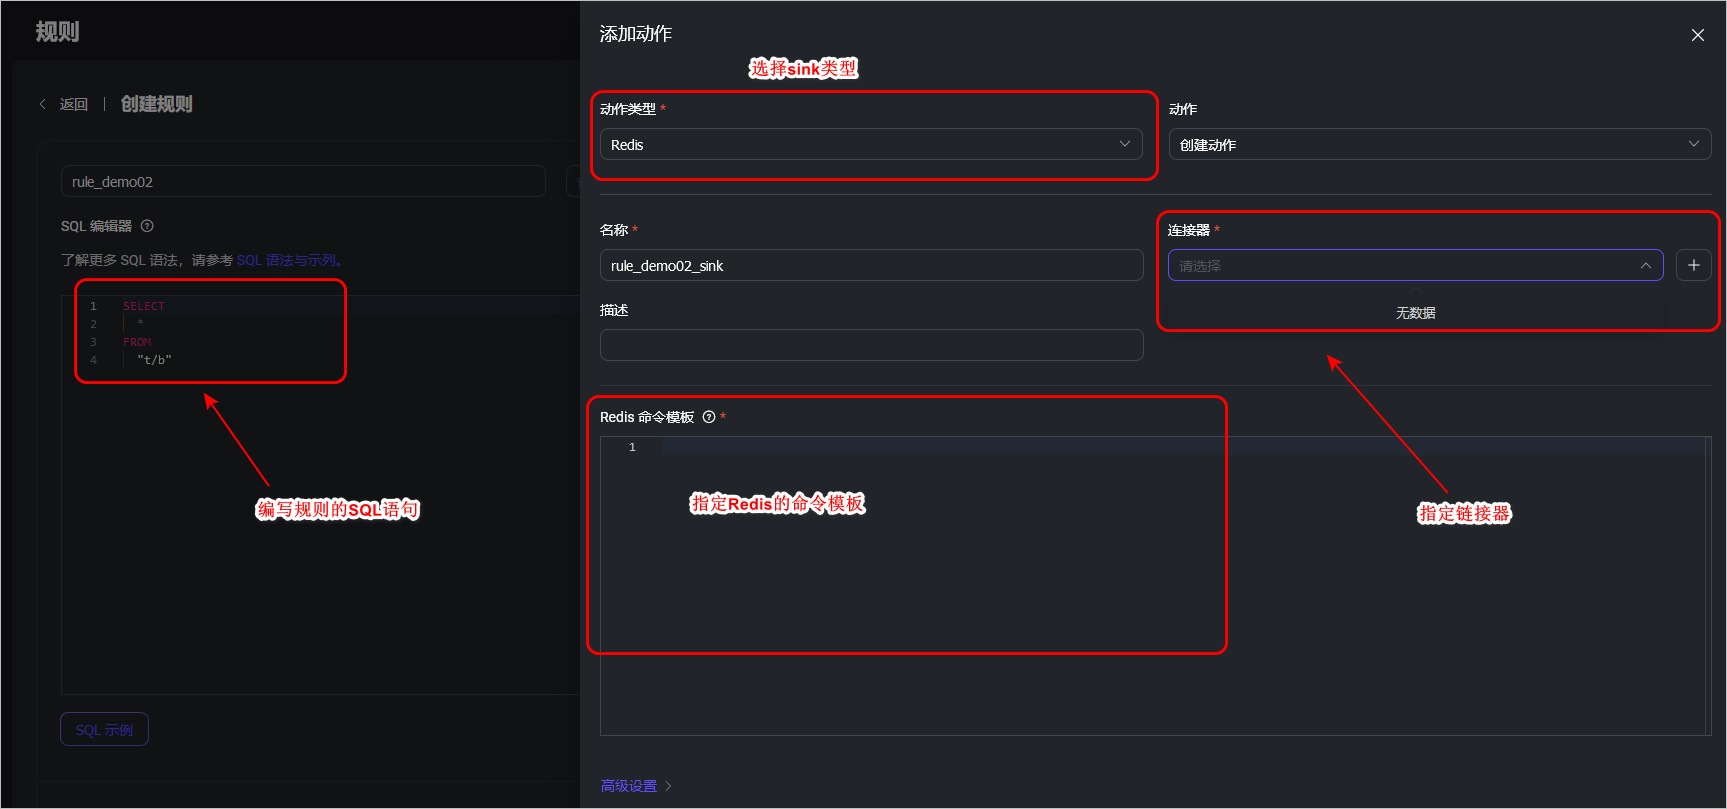 规则
返回 | 创建规则
rule_demo02
SQL 编辑器
了解更多 SQL 语法，请参考 SQL 语法与示列。
1 SELECT
2 *
3 FROM
4 "t/b"
编写规则的SQL语句
SQL 示例
添加动作
选择sink类型
动作类型 *
Redis
动作
创建动作
名称 *
rule_demo02_sink
连接器 *
请选择
无数据
描述
指定链接器
Redis 命令模板 *
1
指定Redis的命令模板
高级设置